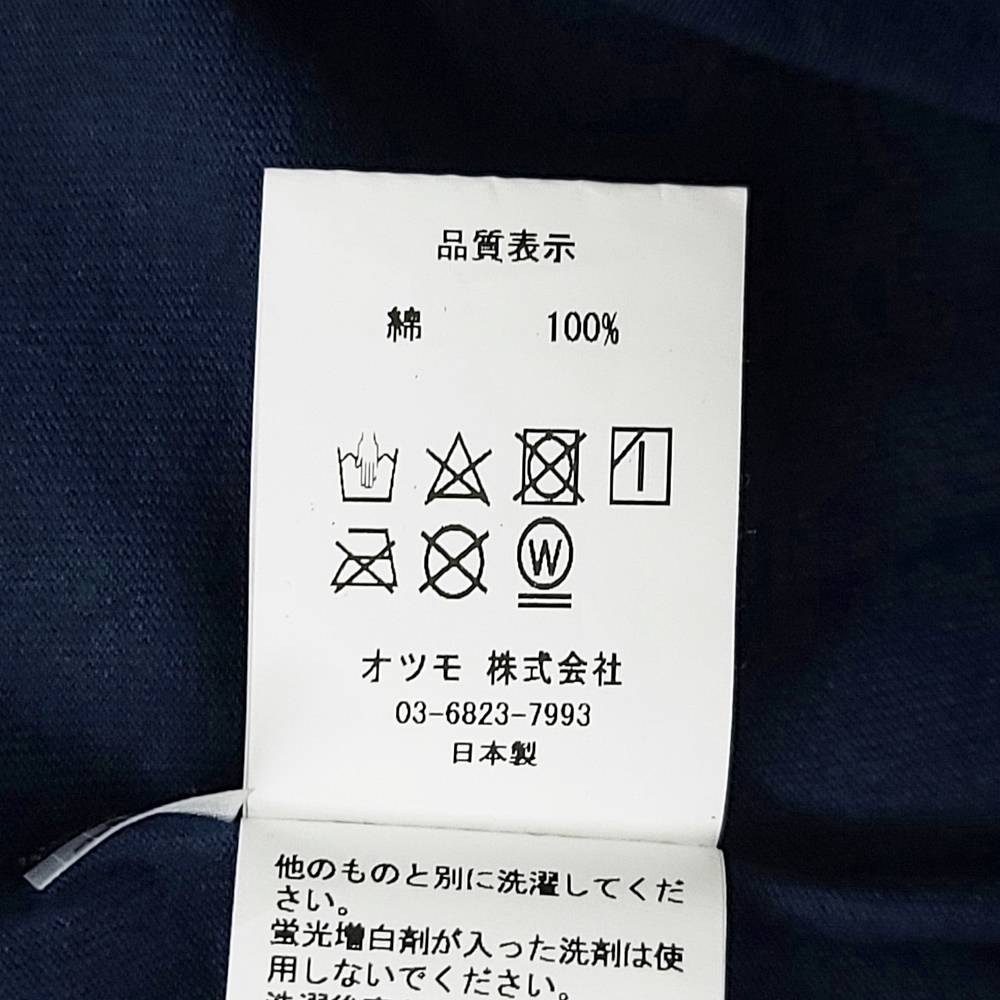 品質表示
綿 100%
W
オツモ 株式会社
03-6823-7993
日本製
他のものと別に洗濯してくだ
さい。
蛍光増白剤が入った洗剤は使
用しないでください。